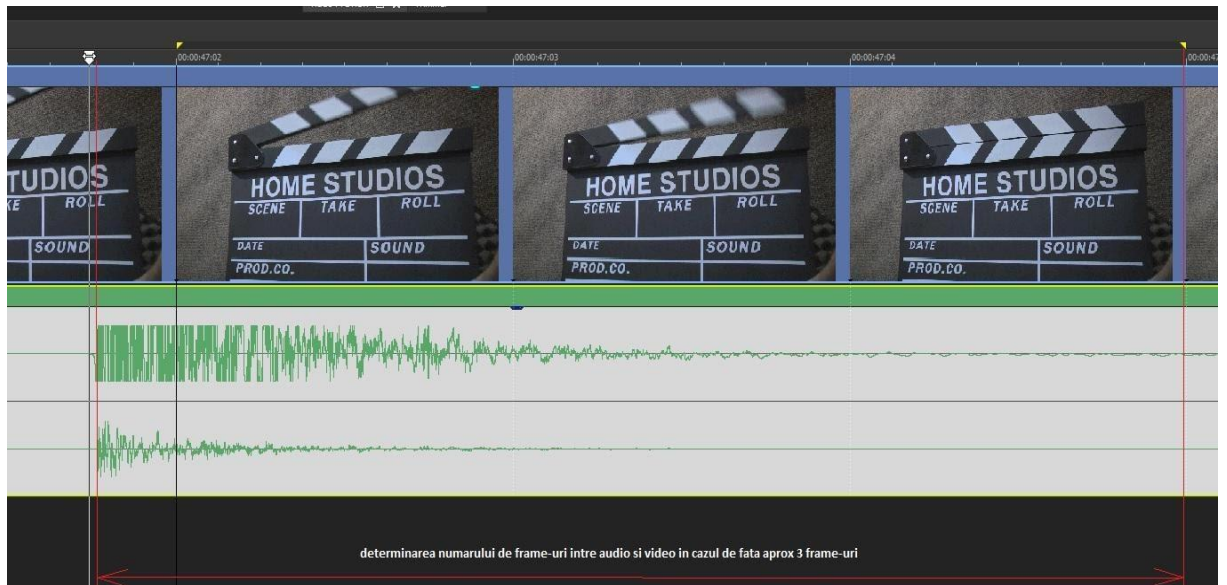 00:00:47:02
00:00:47:03
00:00:47:04
00:00:47
TUDIOS
KE ROLL
SOUND
HOME STUDIOS
SCENE TAKE ROLL
DATE SOUND
PROD.CO.
HOME STUDIOS
SCENE TAKE ROLL
DATE SOUND
PROD.CO.
HOME STUDIOS
SCENE TAKE ROLL
DATE SOUND
PROD.CO.
determinarea numarului de frame-uri intre audio si video in cazul de fata aprox 3 frame-uri